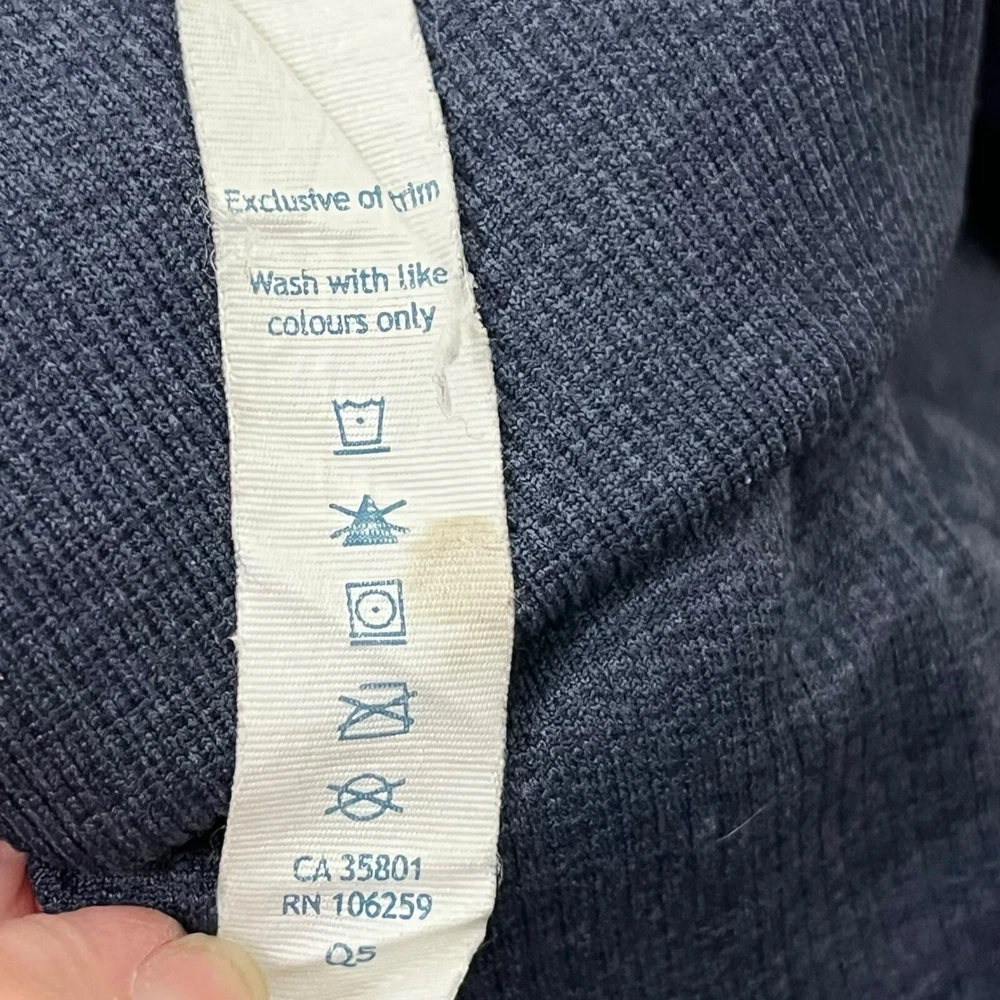 Exclusive of trim
Wash with like
colours only
CA 35801
RN 106259
Q5